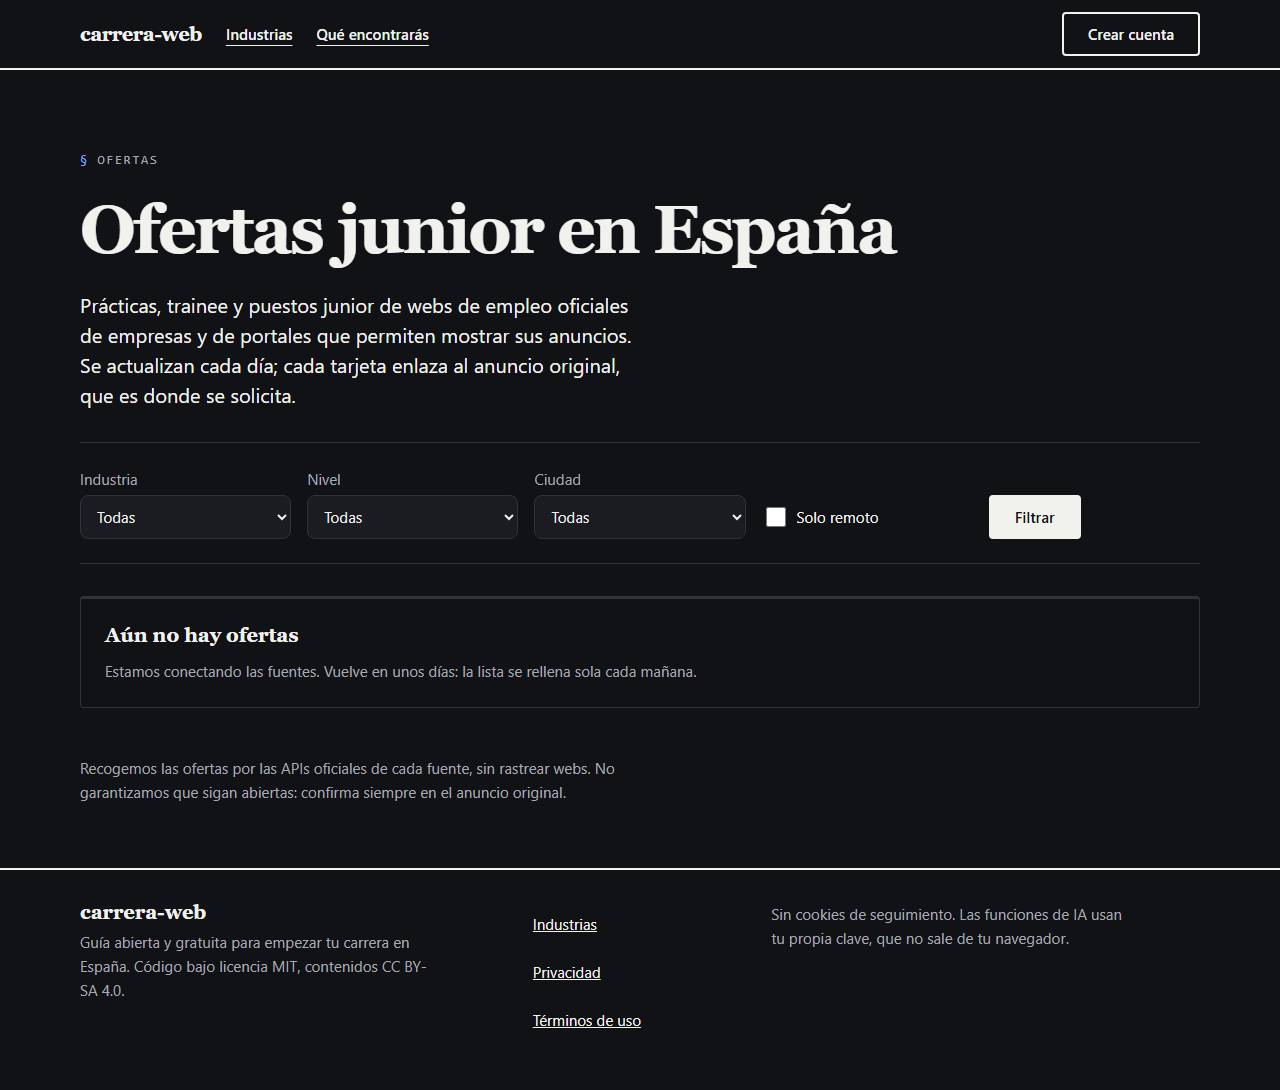 carrera-web Industrias Qué encontrarás Crear cuenta
§ OFERTAS
Ofertas junior en España
Prácticas, trainee y puestos junior de webs de empleo oficiales
de empresas y de portales que permiten mostrar sus anuncios.
Se actualizan cada día; cada tarjeta enlaza al anuncio original,
que es donde se solicita.
Industria Nivel Ciudad
Todas Todas Todas Solo remoto Filtrar
Aún no hay ofertas
Estamos conectando las fuentes. Vuelve en unos días: la lista se rellena sola cada mañana.
Recogemos las ofertas por las APIs oficiales de cada fuente, sin rastrear webs. No
garantizamos que sigan abiertas: confirma siempre en el anuncio original.
carrera-web
Guía abierta y gratuita para empezar tu carrera en
España. Código bajo licencia MIT, contenidos CC BY-
SA 4.0.
Industrias
Privacidad
Términos de uso
Sin cookies de seguimiento. Las funciones de IA usan
tu propia clave, que no sale de tu navegador.